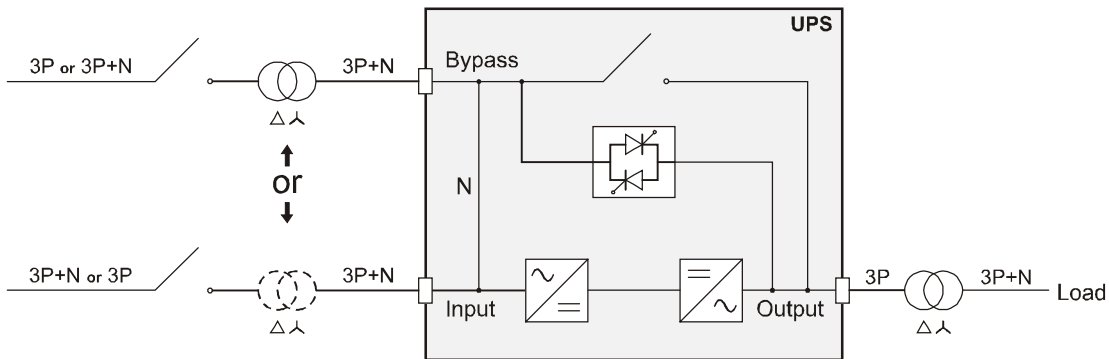 UPS
3P or 3P+N
3P+N
Bypass
or
N
3P+N or 3P
3P+N
Input
Output
3P
3P+N
Load